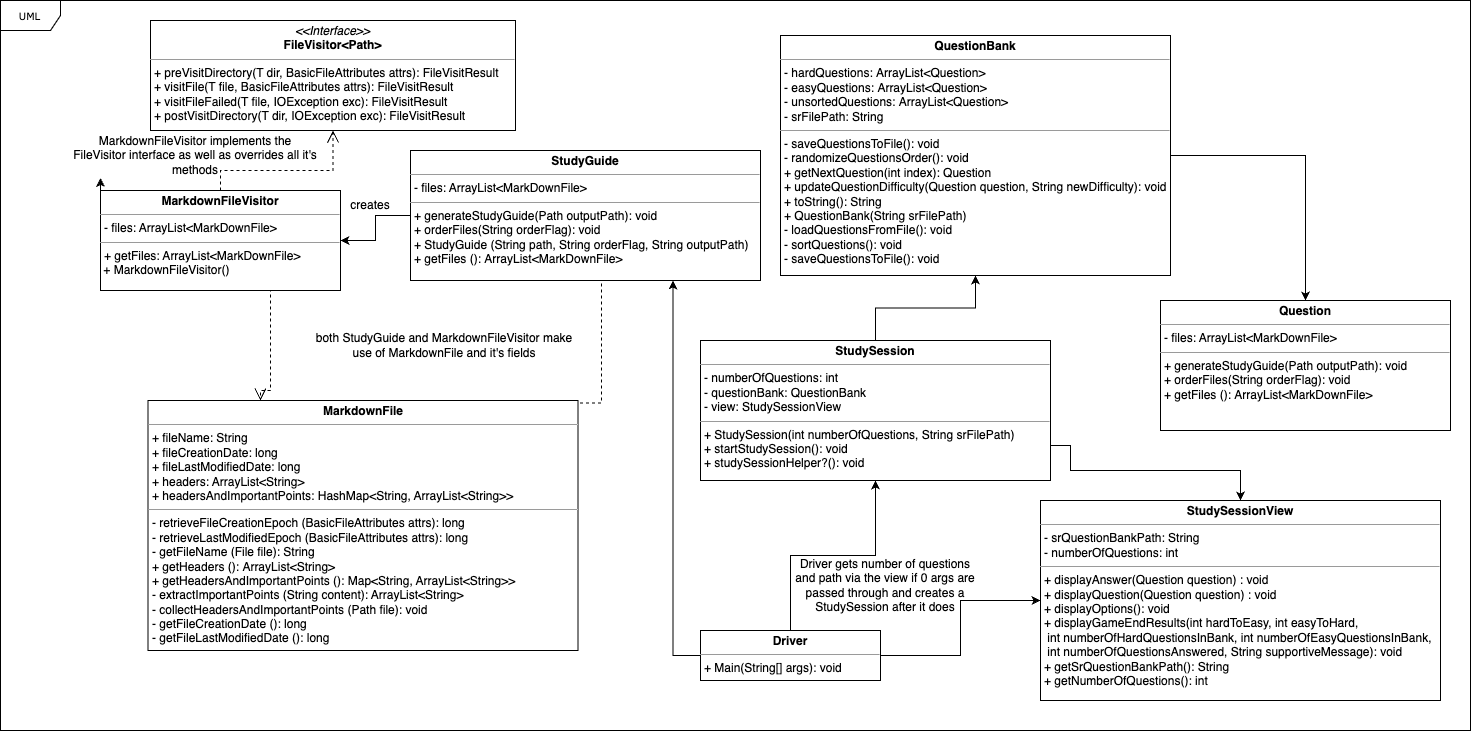 UML
<<Interface>>
FileVisitor<Path>
+ preVisitDirectory(T dir, BasicFileAttributes attrs): FileVisitResult
+ visitFile(T file, BasicFileAttributes attrs): FileVisitResult
+ visitFileFailed(T file, IOException exc): FileVisitResult
+ postVisitDirectory(T dir, IOException exc): FileVisitResult
MarkdownFileVisitor implements the
FileVisitor interface as well as overrides all it's
methods
MarkdownFileVisitor
- files: ArrayList<MarkDownFile>
+ getFiles: ArrayList<MarkDownFile>
+ MarkdownFileVisitor()
creates
StudyGuide
- files: ArrayList<MarkDownFile>
+ generateStudyGuide(Path outputPath): void
+ orderFiles(String orderFlag): void
+ StudyGuide (String path, String orderFlag, String outputPath)
+ getFiles (): ArrayList<MarkDownFile>
both StudyGuide and MarkdownFileVisitor make
use of MarkdownFile and it's fields
MarkdownFile
+ fileName: String
+ fileCreationDate: long
+ fileLastModifiedDate: long
+ headers: ArrayList<String>
+ headersAndImportantPoints: HashMap<String, ArrayList<String>>
- retrieveFileCreationEpoch (BasicFileAttributes attrs): long
- retrieveLastModifiedEpoch (BasicFileAttributes attrs): long
- getFileName (File file): String
+ getHeaders (): ArrayList<String>
+ getHeadersAndImportantPoints (): Map<String, ArrayList<String>>
- extractImportantPoints (String content): ArrayList<String>
- collectHeadersAndImportantPoints (Path file): void
- getFileCreationDate (): long
- getFileLastModifiedDate (): long
QuestionBank
- hardQuestions: ArrayList<Question>
- easyQuestions: ArrayList<Question>
- unsortedQuestions: ArrayList<Question>
- srFilePath: String
- saveQuestionsToFile(): void
- randomizeQuestionsOrder(): void
+ getNextQuestion(int index): Question
+ updateQuestionDifficulty(Question question, String newDifficulty): void
+ toString(): String
+ QuestionBank(String srFilePath)
- loadQuestionsFromFile(): void
- sortQuestions(): void
- saveQuestionsToFile(): void
Question
- files: ArrayList<MarkDownFile>
+ generateStudyGuide(Path outputPath): void
+ orderFiles(String orderFlag): void
+ getFiles (): ArrayList<MarkDownFile>
StudySession
- numberOfQuestions: int
- questionBank: QuestionBank
- view: StudySessionView
+ StudySession(int numberOfQuestions, String srFilePath)
+ startStudySession(): void
+ studySessionHelper?(): void
Driver gets number of questions
and path via the view if 0 args are
passed through and creates a
StudySession after it does
Driver
+ Main(String[] args): void
StudySessionView
- srQuestionBankPath: String
- numberOfQuestions: int
+ displayAnswer(Question question) : void
+ displayQuestion(Question question) : void
+ displayOptions(): void
+ displayGameEndResults(int hardToEasy, int easyToHard,
int numberOfHardQuestionsInBank, int numberOfEasyQuestionsInBank,
int numberOfQuestionsAnswered, String supportiveMessage): void
+ getSrQuestionBankPath(): String
+ getNumberOfQuestions(): int